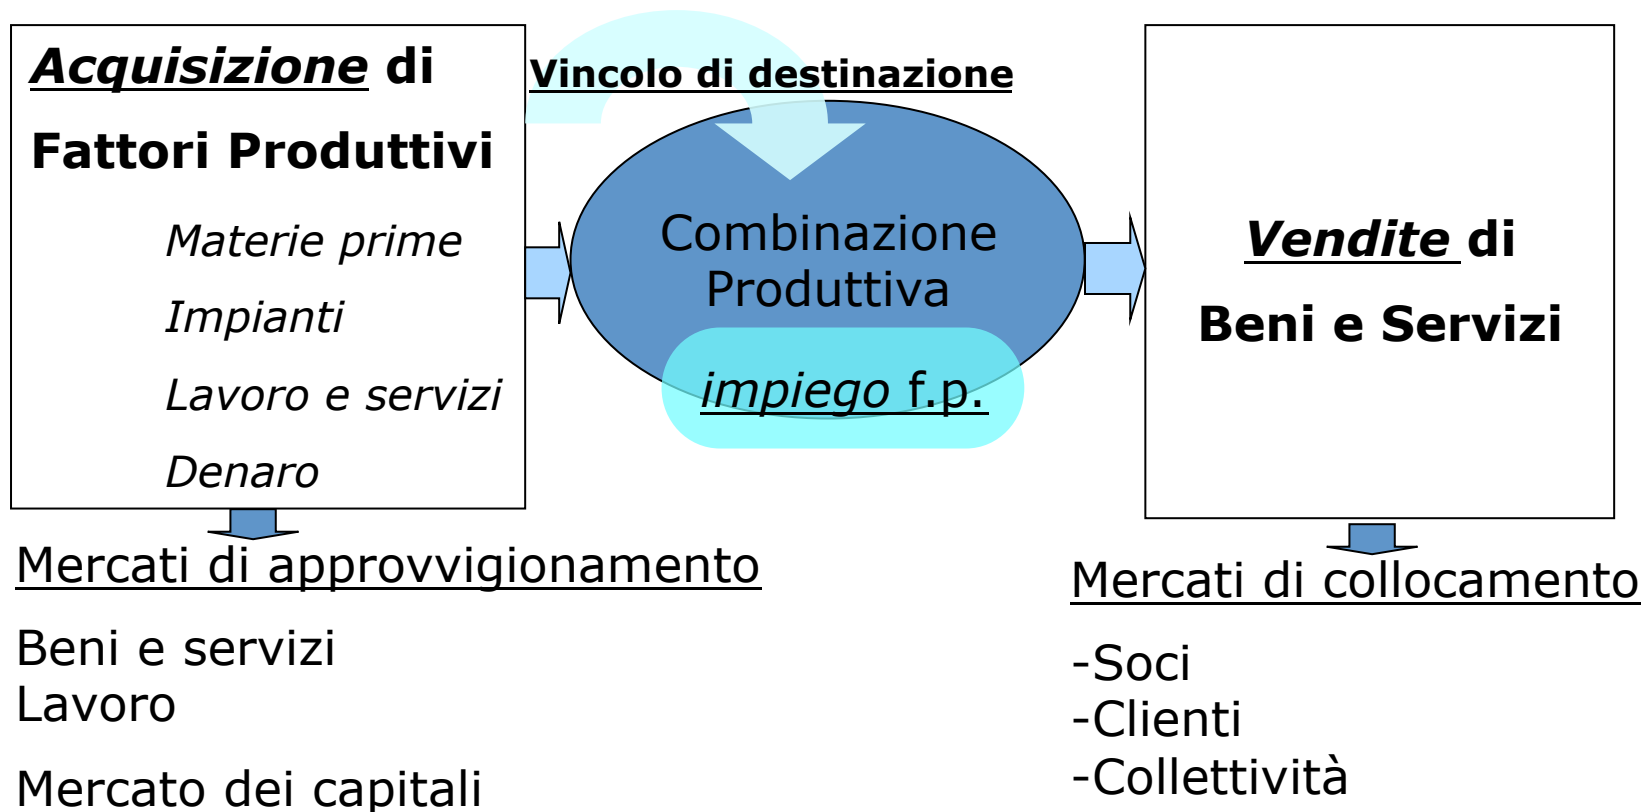 Acquisizione di
Fattori Produttivi
Materie prime
Impianti
Lavoro e servizi
Denaro
Vincolo di destinazione
Combinazione
Produttiva
impiego f.p.
Vendite di
Beni e Servizi
Mercati di approvvigionamento
Beni e servizi
Lavoro
Mercato dei capitali
Mercati di collocamento
-Soci
-Clienti
-Collettività